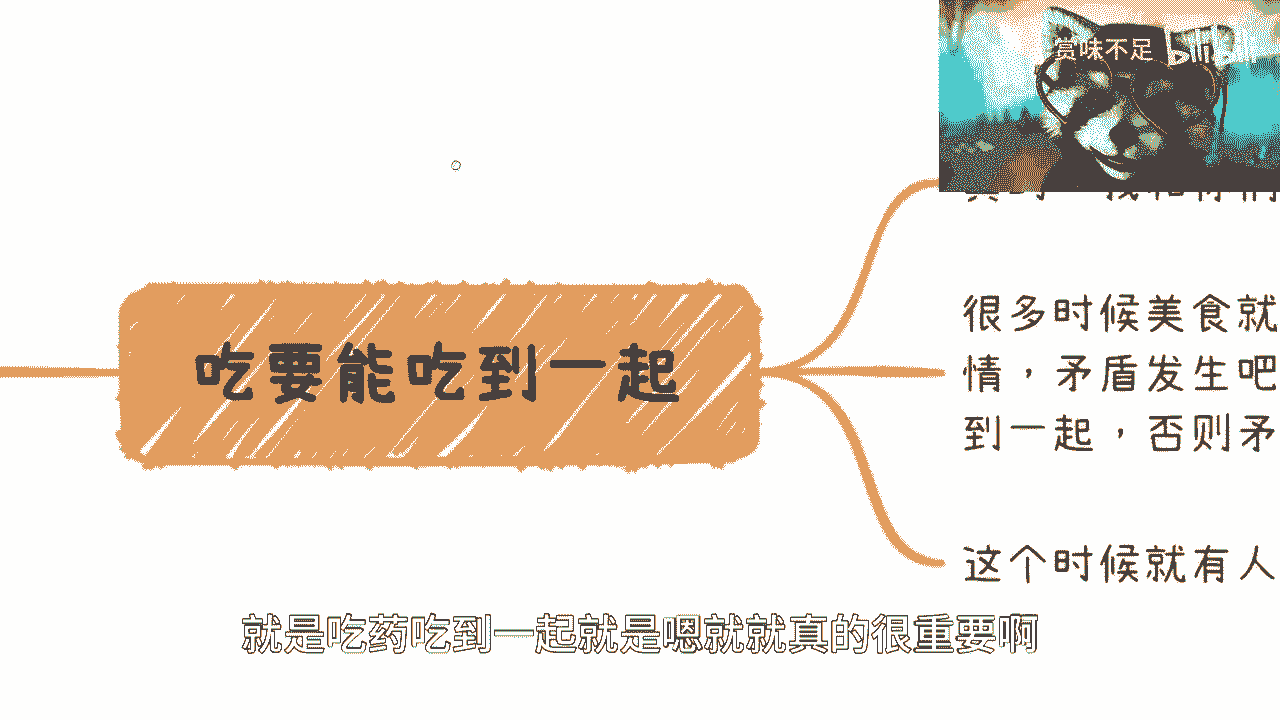 赏味不足 bilibili
很多时候美食就
吃要能吃到一起
情，矛盾发生吧
到一起，否则矛
这个时候就有人
就是吃药吃到一起就是嗯就就真的很重要啊